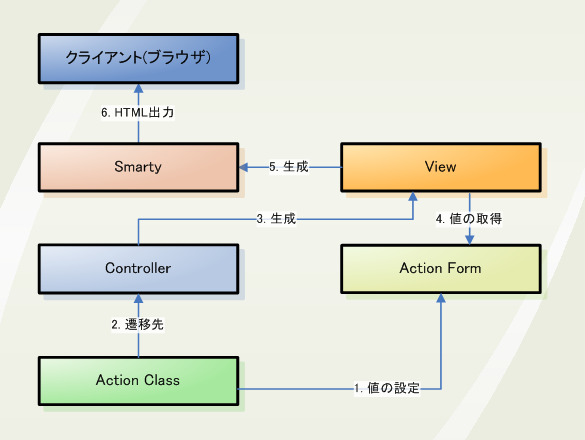 クライアント(ブラウザ)
6. HTML出力
Smarty
5. 生成
View
3. 生成
4. 値の取得
Controller
Action Form
2. 遷移先
Action Class
1. 値の設定